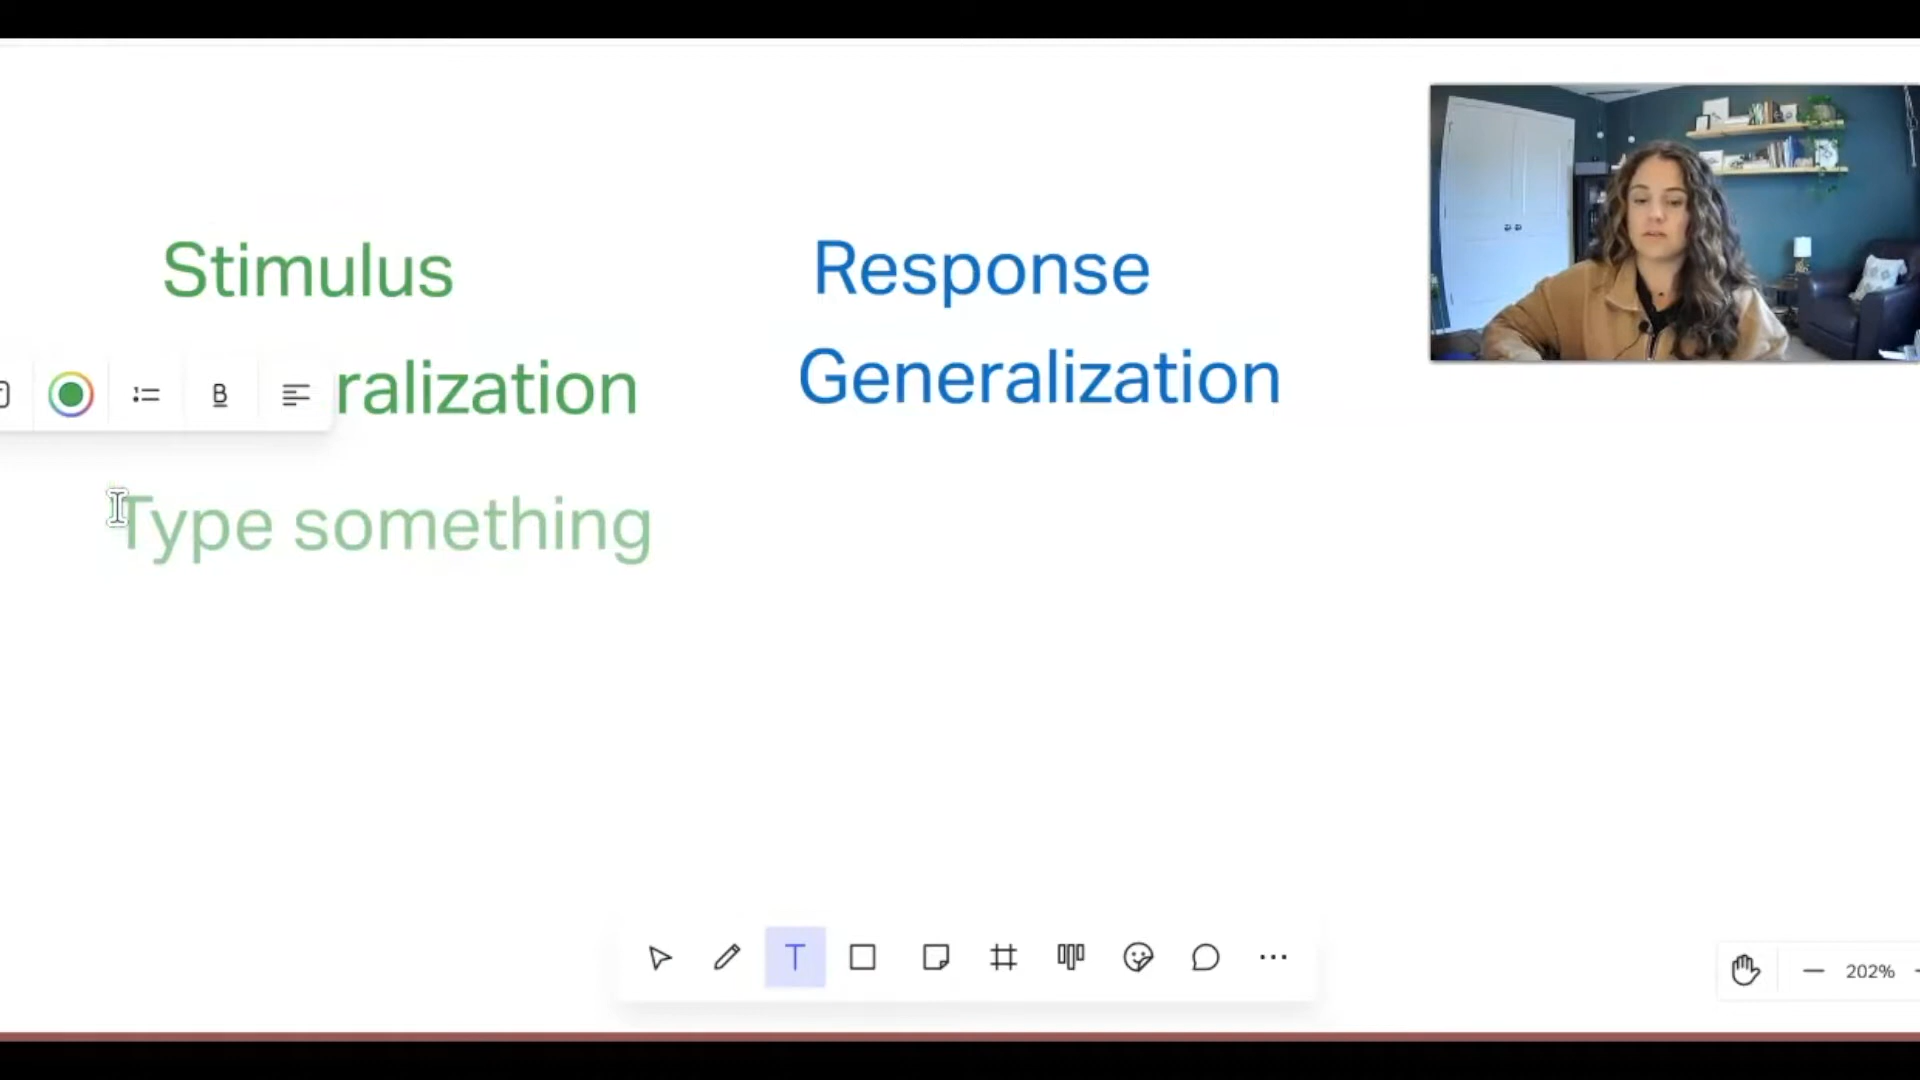 Stimulus
ralization
Type something
Response
Generalization
B
T
202%